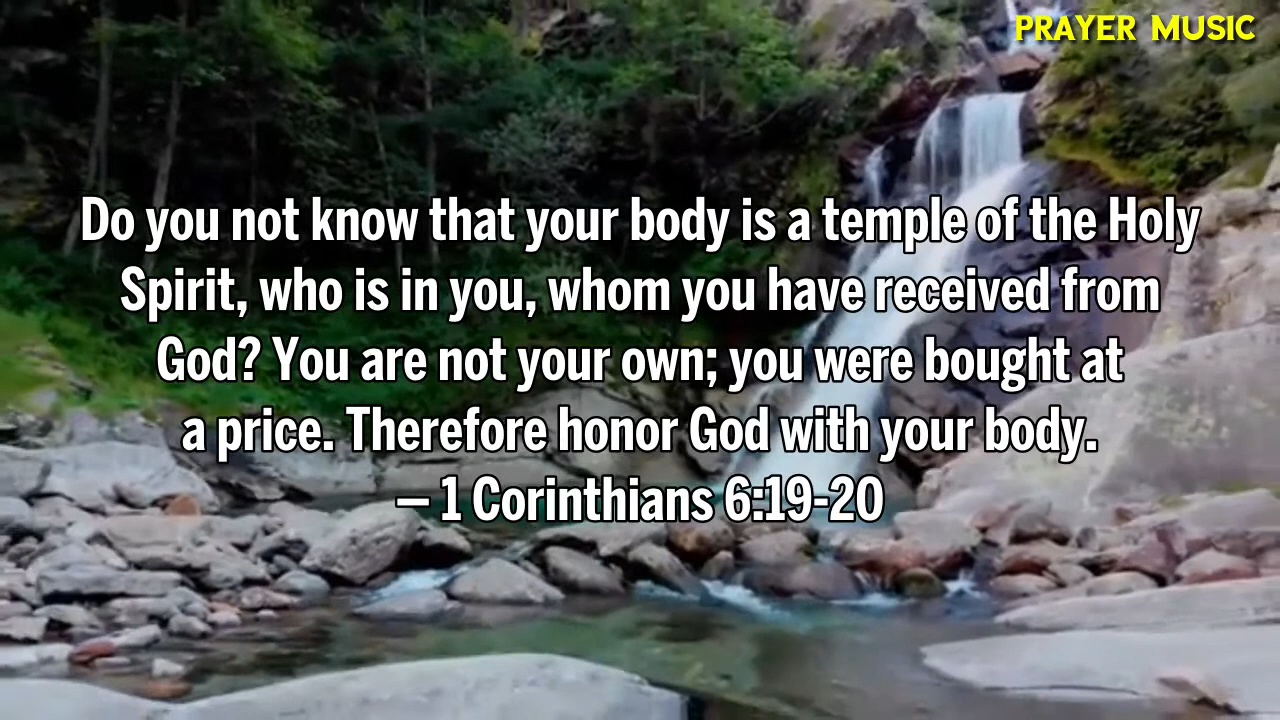 PRAYER MUSIC
Do you not know that your body is a temple of the Holy
Spirit, who is in you, whom you have received from
God? You are not your own; you were bought at
a price. Therefore honor God with your body.
– 1 Corinthians 6:19-20